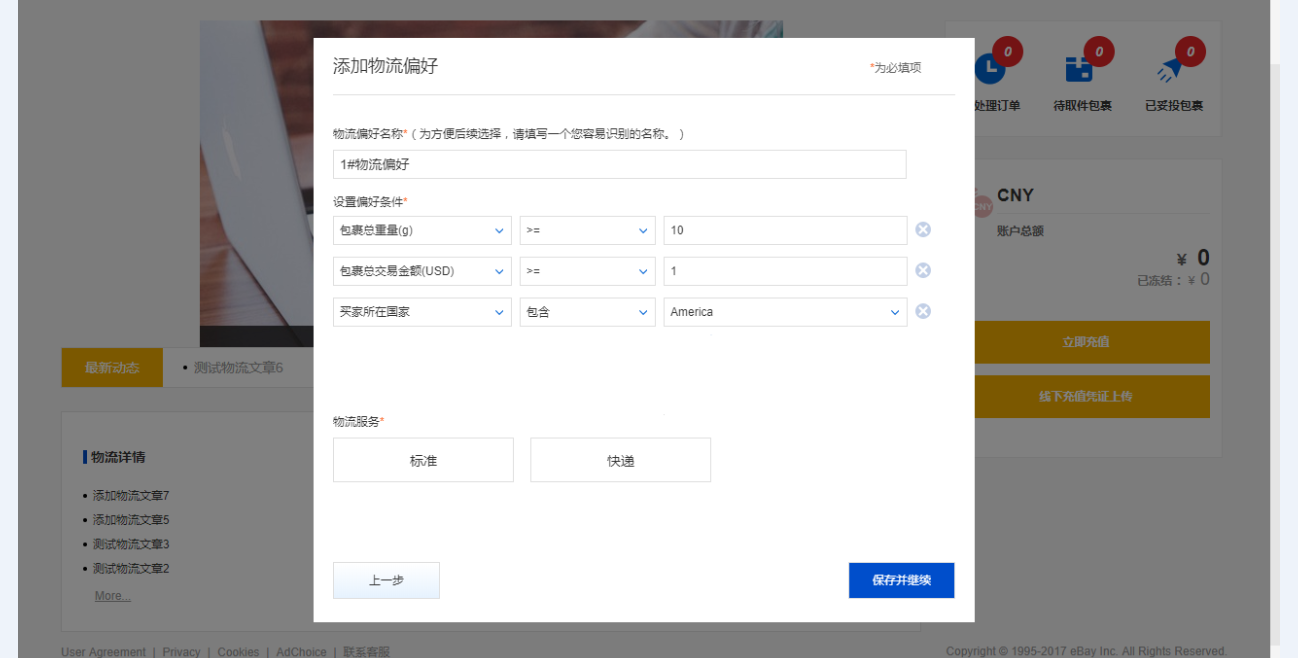 添加物流偏好
*为必填项
物流偏好名称*（为方便后续选择，请填写一个您容易识别的名称。）
1#物流偏好
设置偏好条件*
包裹总重量(g) >= 10
包裹总交易金额(USD) >= 1
买家所在国家 包含 America
物流服务*
标准 快递
上一步 保存并继续
0 0 0
处理订单 待取件包裹 已妥投包裹
CNY
账户总额
¥ 0
已冻结：¥ 0
立即充值
线下充值凭证上传
最新动态 • 测试物流文章6
物流详情
• 添加物流文章7
• 添加物流文章5
• 测试物流文章3
• 测试物流文章2
More...
User Agreement | Privacy | Cookies | AdChoice | 联系客服
Copyright © 1995-2017 eBay Inc. All Rights Reserved.